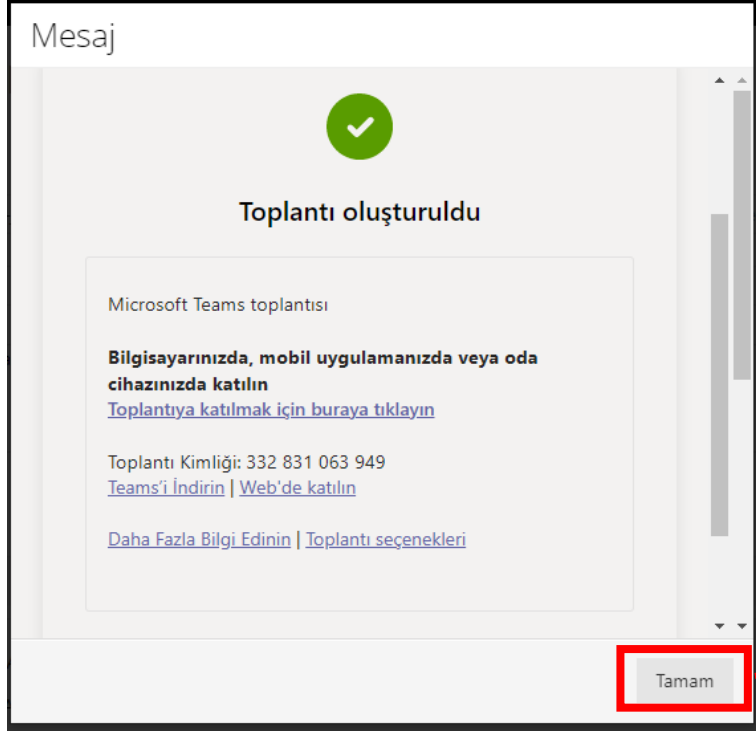 Mesaj
Toplantı oluşturuldu
Microsoft Teams toplantısı
Bilgisayarınızda, mobil uygulamanızda veya oda
cihazınızda katılın
Toplantıya katılmak için buraya tıklayın
Toplantı Kimliği: 332 831 063 949
Teams’i İndirin | Web'de katılın
Daha Fazla Bilgi Edinin | Toplantı seçenekleri
Tamam